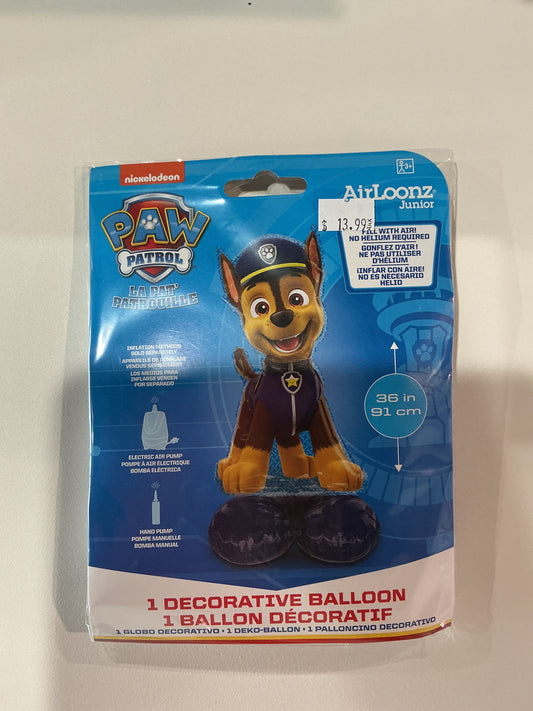 nickelodeon
PAW
PATROL
LA PAT'
PATROUILLE
3+
AirLoonz
Junior
$ 13.99
FILL WITH AIR!
NO HELIUM REQUIRED
GONFLEZ D'AIR!
NE PAS UTILISER
D'HÉLIUM
¡INFLAR CON AIRE!
NO ES NECESARIO
HELIO
INFLATION METHODS
SOLD SEPARATELY
APPAREILS DE GONFLAGE
VENDUS SÉPARÉMENT
LOS MEDIOS PARA
INFLARSE VENDEN
POR SEPARADO
36 in
91 cm
ELECTRIC AIR PUMP
POMPE À AIR ÉLECTRIQUE
BOMBA ELÉCTRICA
HAND PUMP
POMPE MANUELLE
BOMBA MANUAL
1 DECORATIVE BALLOON
1 BALLON DÉCORATIF
1 GLOBO DECORATIVO • 1 DEKO-BALLON • 1 PALLONCINO DECORATIVO